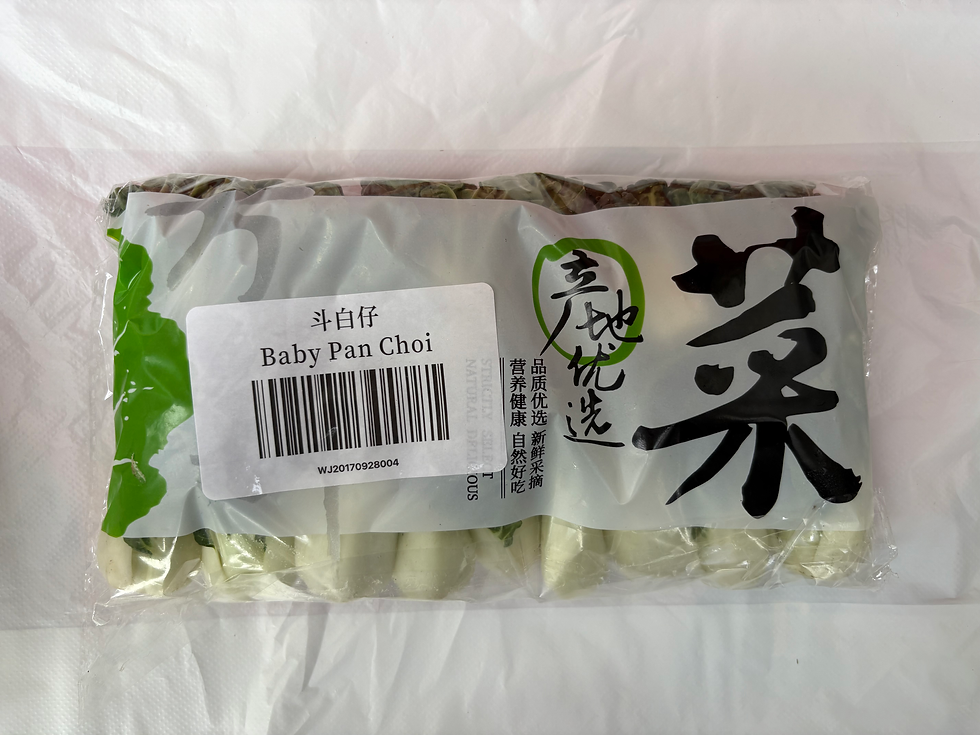 斗白仔
Baby Pan Choi
WJ20170928004
产地优选
菜
品质优选 新鲜采摘
营养健康 自然好吃
NATURAL